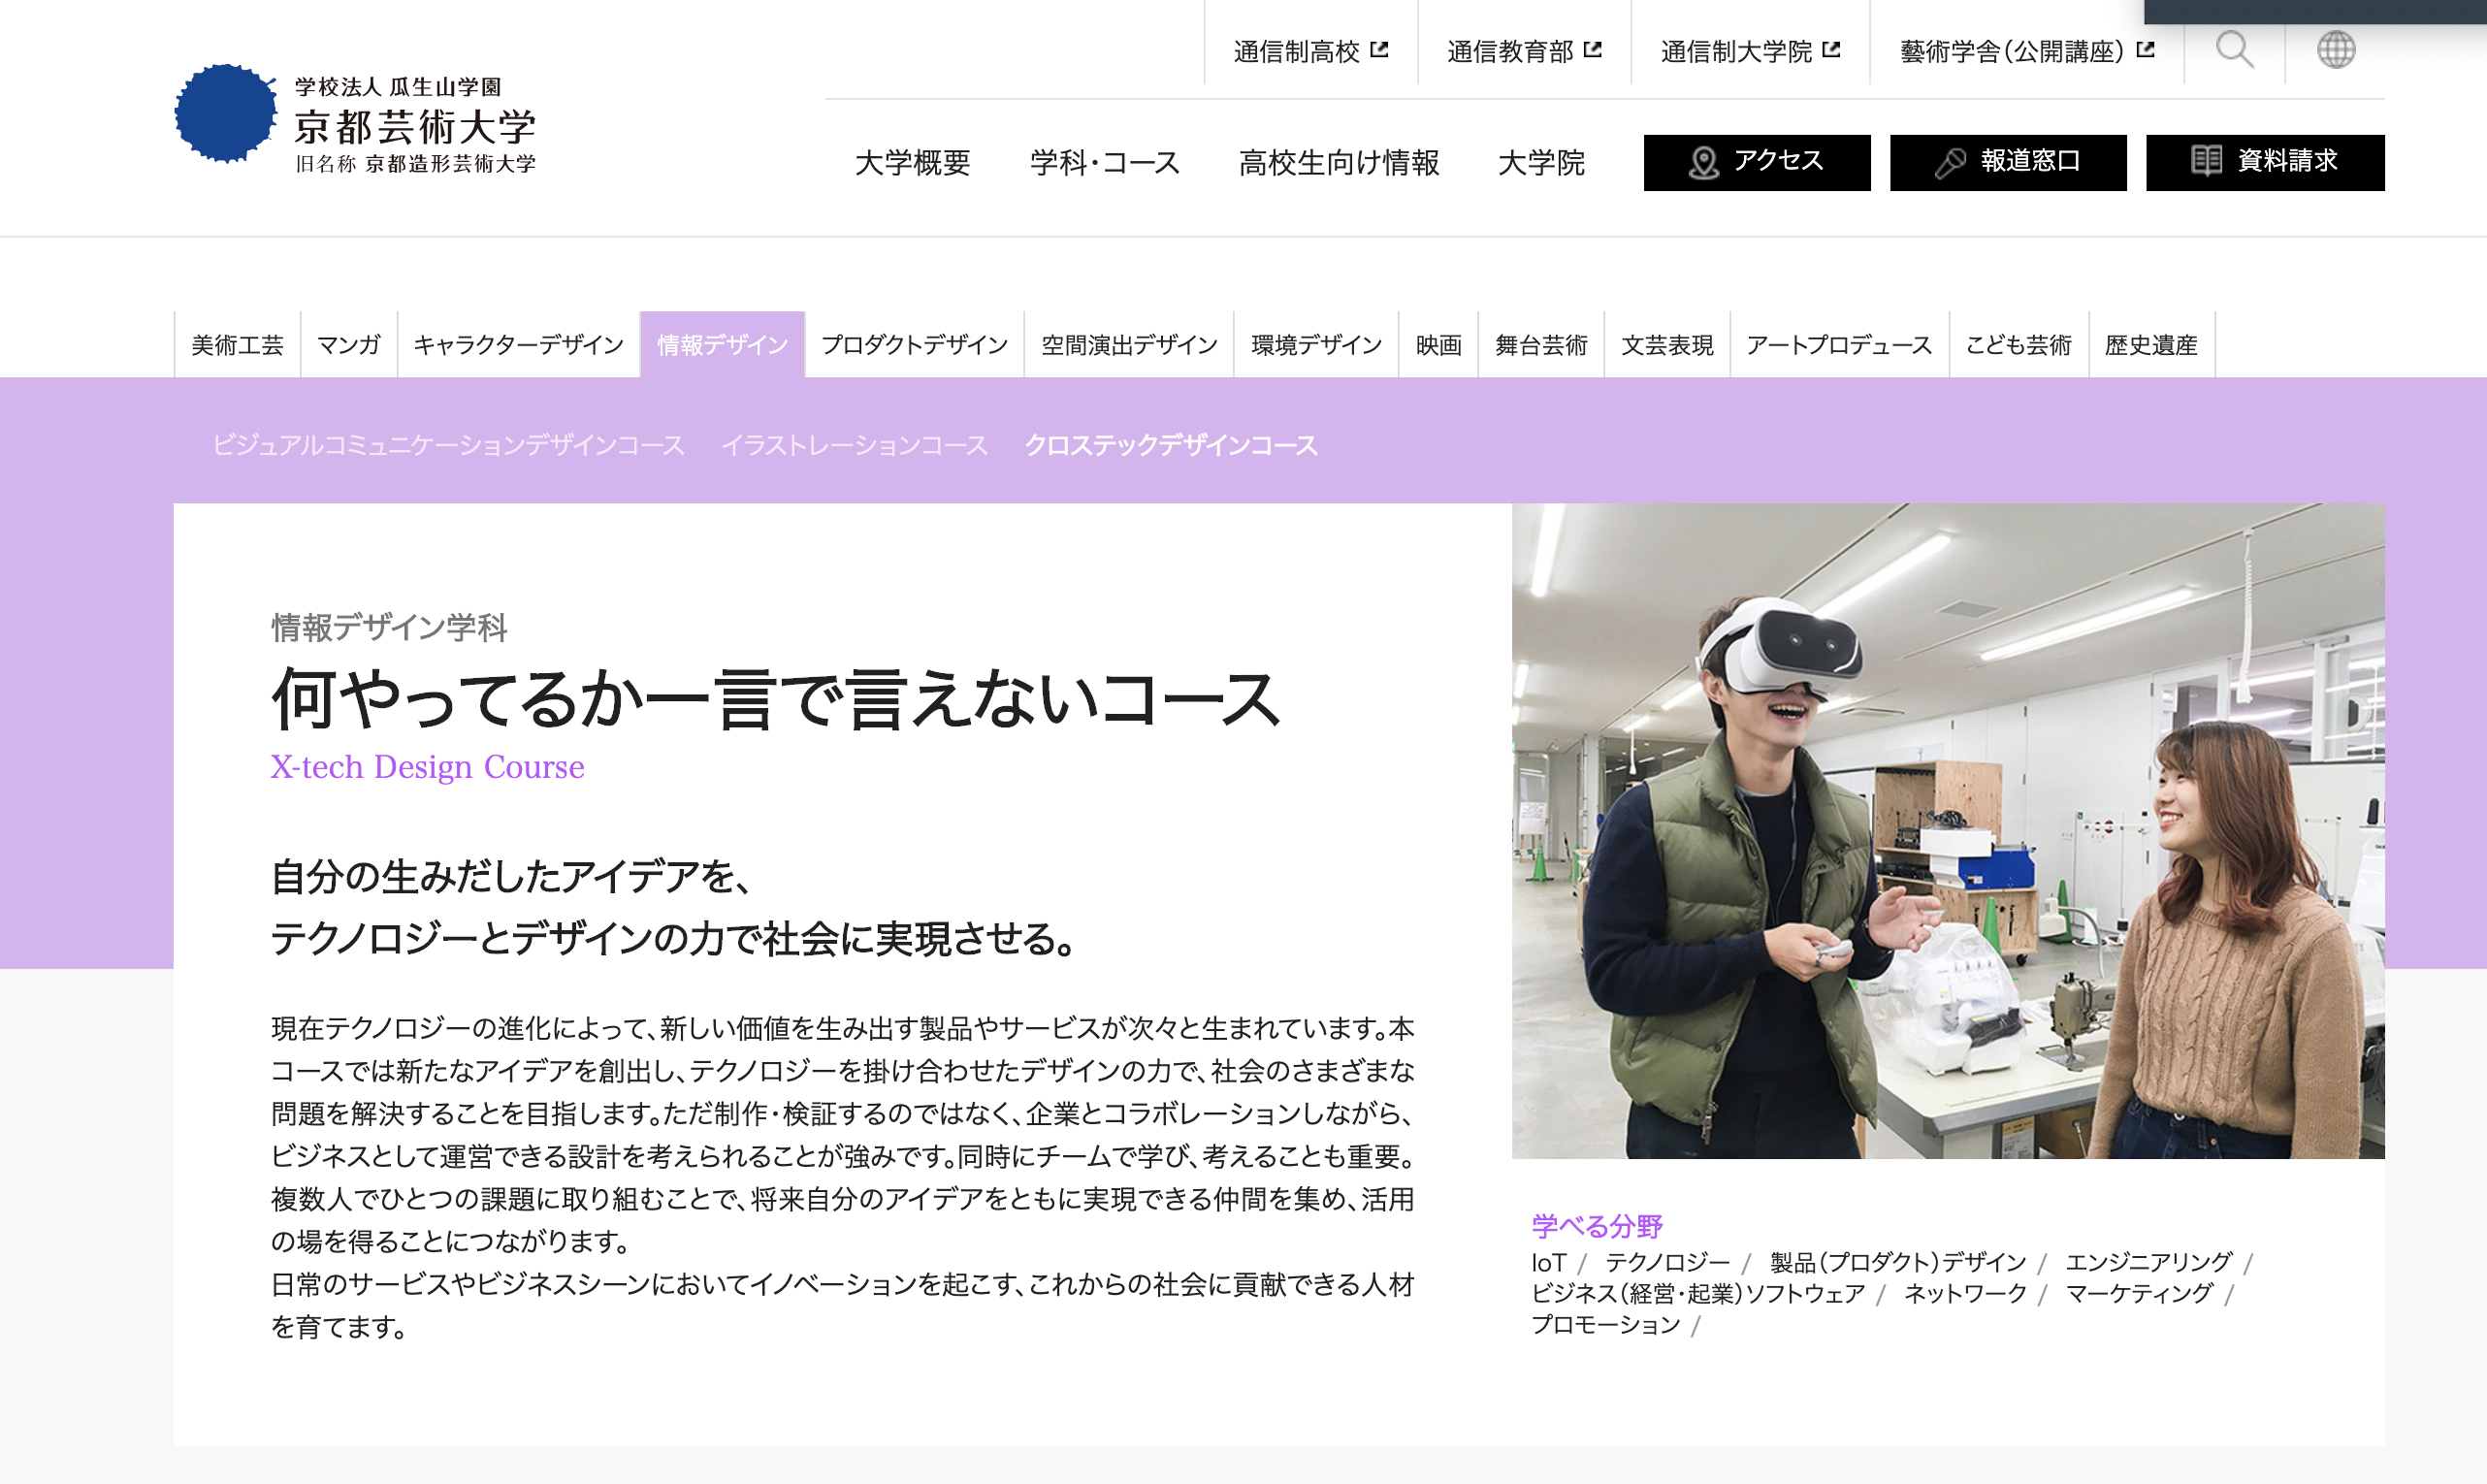 通信制高校
通信教育部
通信制大学院
藝術学舎（公開講座）
学校法人 瓜生山学園
京都芸術大学
旧名称 京都造形芸術大学
大学概要
学科・コース
高校生向け情報
大学院
アクセス
報道窓口
資料請求
美術工芸
マンガ
キャラクターデザイン
情報デザイン
プロダクトデザイン
空間演出デザイン
環境デザイン
映画
舞台芸術
文芸表現
アートプロデュース
こども芸術
歴史遺産
ビジュアルコミュニケーションデザインコース
イラストレーションコース
クロステックデザインコース
情報デザイン学科
何やってるか一言で言えないコース
X-tech Design Course
自分の生みだしたアイデアを、
テクノロジーとデザインの力で社会に実現させる。
現在テクノロジーの進化によって、新しい価値を生み出す製品やサービスが次々と生まれています。本
コースでは新たなアイデアを創出し、テクノロジーを掛け合わせたデザインの力で、社会のさまざまな
問題を解決することを目指します。ただ制作・検証するのではなく、企業とコラボレーションしながら、
ビジネスとして運営できる設計を考えられることが強みです。同時にチームで学び、考えることも重要。
複数人でひとつの課題に取り組むことで、将来自分のアイデアをともに実現できる仲間を集め、活用
の場を得ることにつながります。
日常のサービスやビジネスシーンにおいてイノベーションを起こす、これからの社会に貢献できる人材
を育てます。
学べる分野
IoT / テクノロジー / 製品（プロダクト）デザイン / エンジニアリング /
ビジネス（経営・起業）ソフトウェア / ネットワーク / マーケティング /
プロモーション /